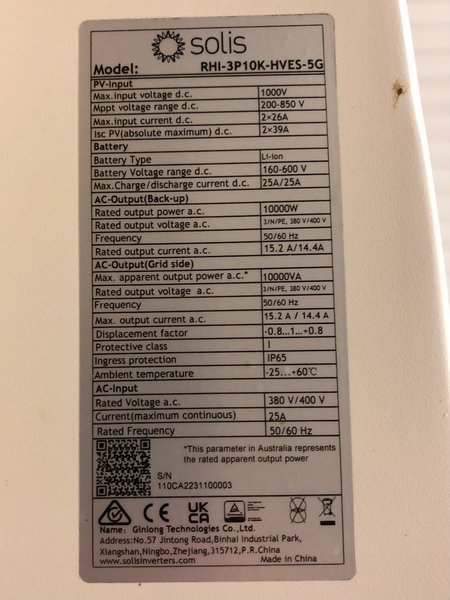 solis
Model: RHI-3P10K-HVES-5G
PV-Input
Max.input voltage d.c. 1000V
Mppt voltage range d.c. 200-850 V
Max.input current d.c. 2×26A
Isc PV(absolute maximum) d.c. 2×39A
Battery
Battery Type Li-Ion
Battery Voltage range d.c. 160-600 V
Max.Charge/discharge current d.c. 25A/25A
AC-Output(Back-up)
Rated output power a.c. 10000W
Rated output voltage a.c. 3/N/PE, 380 V/400 V
Frequency 50/60 Hz
Rated output current a.c. 15.2 A/ 14.4A
AC-Output(Grid side)
Max. apparent output power a.c.* 10000VA
Rated output voltage a.c. 3/N/PE, 380 V/400 V
Frequency 50/60 Hz
Max. output current a.c. 15.2 A / 14.4 A
Displacement factor -0.8...1...+0.8
Protective class I
Ingress protection IP65
Ambient temperature -25...+60℃
AC-Input
Rated Voltage a.c. 380 V/400 V
Current(maximum continuous) 25A
Rated Frequency 50/60 Hz
*This parameter in Australia represents
the rated apparent output power
S/N
110CA2231100003
CE UK CA
Name: Ginlong Technologies Co.,Ltd.
Address:No.57 Jintong Road,Binhai Industrial Park,
Xiangshan,Ningbo,Zhejiang,315712,P.R.China
www.solisinverters.com Made in China